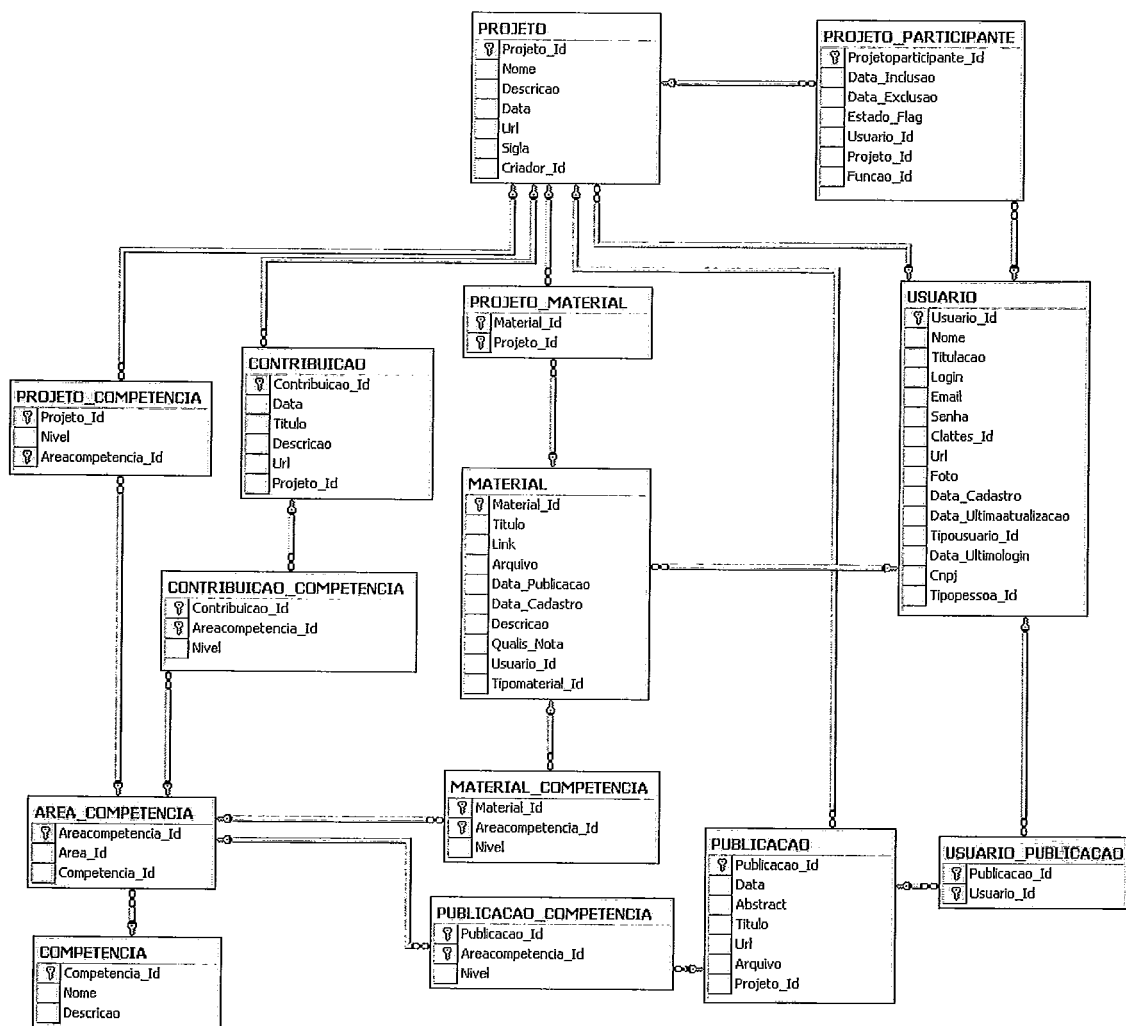 PROJETO
Projeto_Id
Nome
Descricao
Data
Url
Sigla
Criador_Id
PROJETO_PARTICIPANTE
Projetoparticipante_Id
Data_Inclusao
Data_Exclusao
Estado_Flag
Usuario_Id
Projeto_Id
Funcao_Id
PROJETO_MATERIAL
Material_Id
Projeto_Id
USUARIO
Usuario_Id
Nome
Titulacao
Login
Email
Senha
Clattes_Id
Url
Foto
Data_Cadastro
Data_Ultimaatualizacao
Tipousuario_Id
Data_Ultimologin
Cnpj
Tipopessoa_Id
CONTRIBUICAO
Contribuicao_Id
Data
Titulo
Descricao
Url
Projeto_Id
PROJETO_COMPETENCIA
Projeto_Id
Nivel
Areacompetencia_Id
MATERIAL
Material_Id
Titulo
Link
Arquivo
Data_Publicacao
Data_Cadastro
Descricao
Qualis_Nota
Usuario_Id
Tipomaterial_Id
CONTRIBUICAO_COMPETENCIA
Contribuicao_Id
Areacompetencia_Id
Nivel
MATERIAL_COMPETENCIA
Material_Id
Areacompetencia_Id
Nivel
AREA_COMPETENCIA
Areacompetencia_Id
Area_Id
Competencia_Id
PUBLICACAO
Publicacao_Id
Data
Abstract
Titulo
Url
Arquivo
Projeto_Id
USUARIO_PUBLICACAO
Publicacao_Id
Usuario_Id
PUBLICACAO_COMPETENCIA
Publicacao_Id
Areacompetencia_Id
Nivel
COMPETENCIA
Competencia_Id
Nome
Descricao